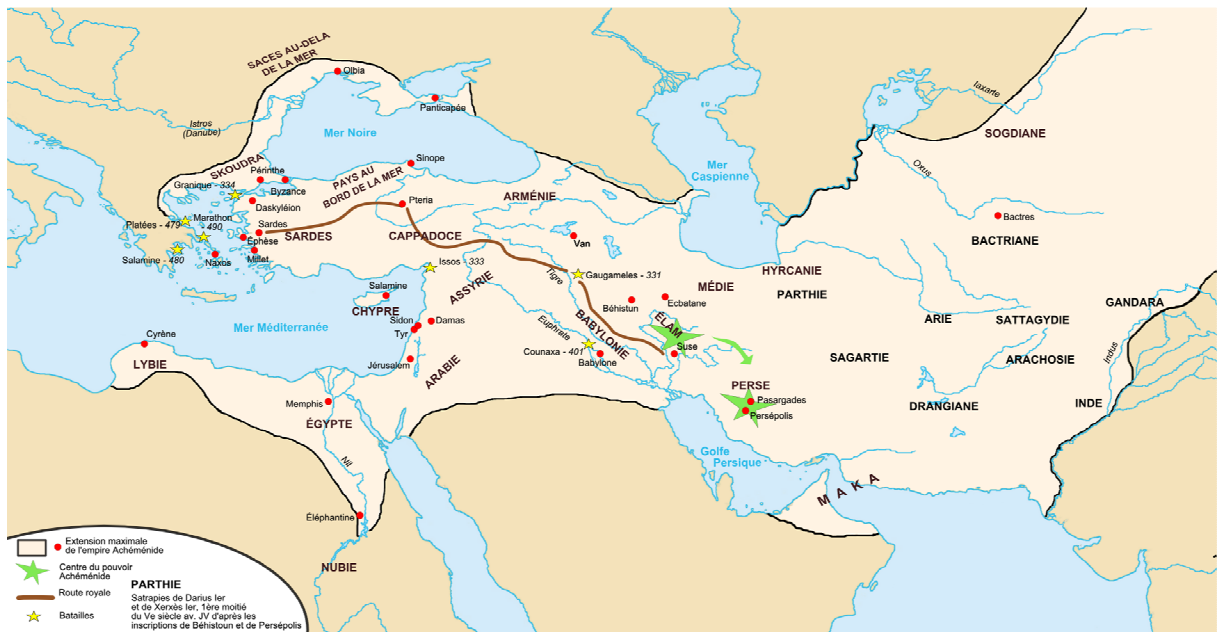 SACES AU-DELA
DE LA MER
Olbia
Panticapée
Istros
(Danube)
Mer Noire
Mer
Caspienne
Iaxarte
SOGDIANE
Oxus
Bactres
BACTRIANE
SKOUDRA
Périnthe
Byzance
Granique - 334
Daskyléion
Sinope
PAYS AU
BORD DE LA MER
Pteria
ARMÉNIE
Platées - 479
Marathon
- 490
Salamine - 480
Naxos
Sardes
Éphèse
Millet
SARDES
CAPPADOCE
Van
Issos - 333
ASSYRIE
Tigre
Gaugameles - 331
MÉDIE
HYRCANIE
PARTHIE
Ecbatane
Béhistun
ÉLAM
Suse
BABYLONIE
Euphrate
Counaxa - 401
Babylone
Salamine
CHYPRE
Sidon
Tyr
Damas
Jérusalem
ARABIE
Mer Méditerranée
Cyrène
LYBIE
Memphis
ÉGYPTE
Nil
Éléphantine
NUBIE
ARIE
SATTAGYDIE
GANDARA
SAGARTIE
ARACHOSIE
Indus
DRANGIANE
INDE
PERSE
Pasargades
Persépolis
Golfe
Persique
MAKA
Extension maximale
de l'empire Achéménide
Centre du pouvoir
Achéménide
Route royale
Batailles
PARTHIE
Satrapies de Darius Ier
et de Xerxès Ier, 1ère moitié
du Ve siècle av. JV d'après les
inscriptions de Béhistoun et de Persépolis